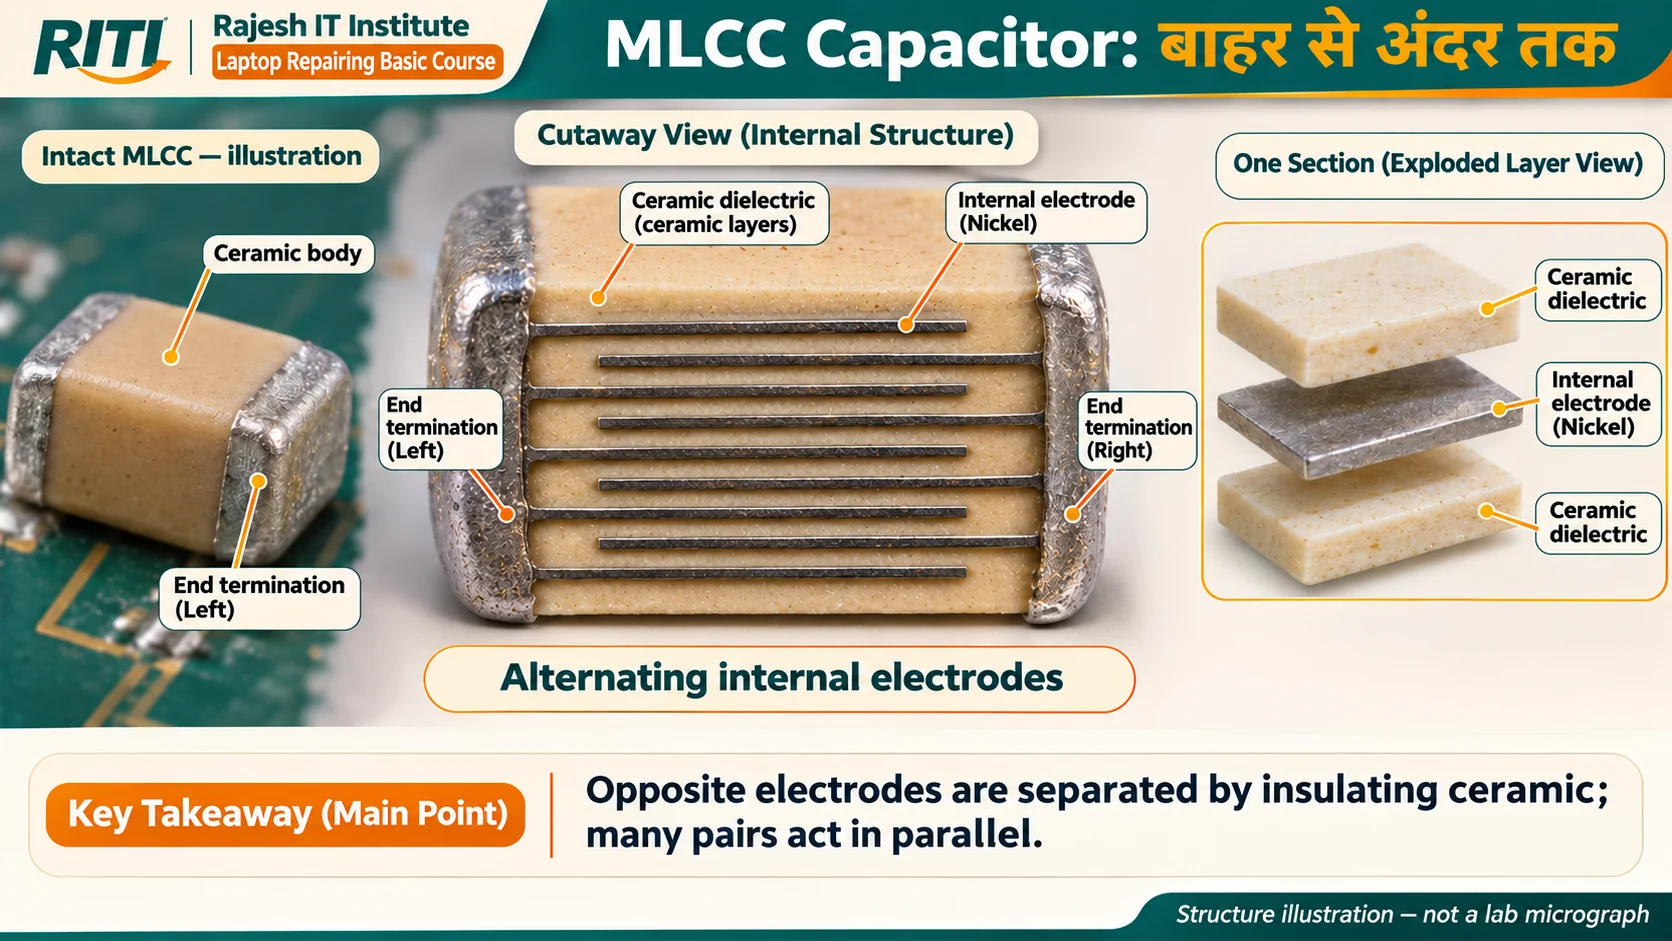 RITI
Rajesh IT Institute
Laptop Repairing Basic Course
MLCC Capacitor: बाहर से अंदर तक
Intact MLCC — illustration
Ceramic body
End termination
(Left)
Cutaway View (Internal Structure)
Ceramic dielectric
(ceramic layers)
Internal electrode
(Nickel)
End
termination
(Left)
End
termination
(Right)
Alternating internal electrodes
One Section (Exploded Layer View)
Ceramic
dielectric
Internal
electrode
(Nickel)
Ceramic
dielectric
Key Takeaway (Main Point)
Opposite electrodes are separated by insulating ceramic;
many pairs act in parallel.
Structure illustration – not a lab micrograph